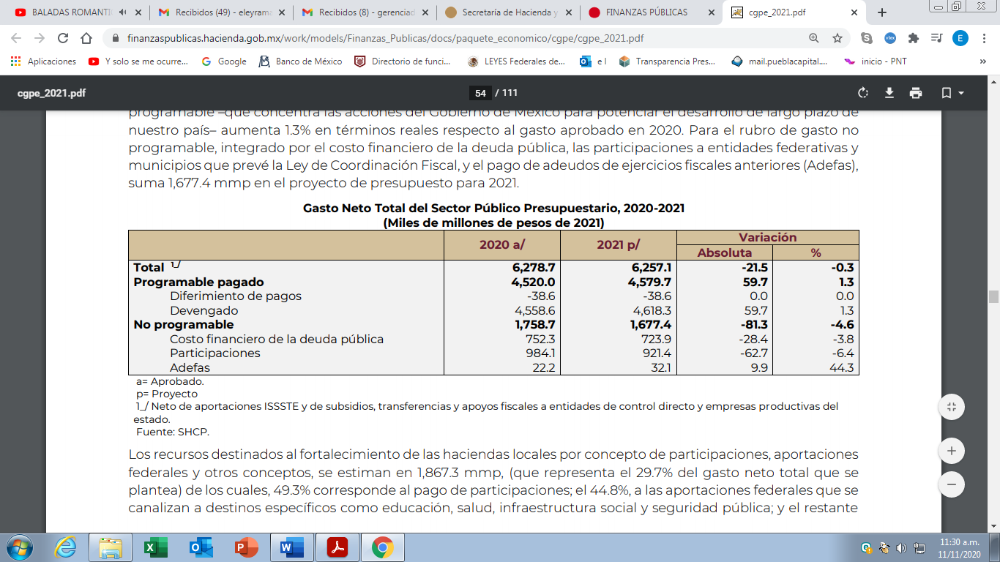 BALADAS ROMANTI
Recibidos (49) - eleyrama
Recibidos (8) - gerenciad
Secretaría de Hacienda y
FINANZAS PÚBLICAS
cgpe_2021.pdf
finanzaspublicas.hacienda.gob.mx/work/models/Finanzas_Publicas/docs/paquete_economico/cgpe/cgpe_2021.pdf
vlex
E
Aplicaciones
Y solo se me ocurre...
Google
Banco de México
Directorio de funci...
LEYES Federales de...
e l
Transparencia Pres...
mail.pueblacapital....
inicio - PNT
»
cgpe_2021.pdf
54 / 111
programable –que concentra las acciones del Gobierno de México para potenciar el desarrollo de largo plazo de
nuestro país– aumenta 1.3% en términos reales respecto al gasto aprobado en 2020. Para el rubro de gasto no
programable, integrado por el costo financiero de la deuda pública, las participaciones a entidades federativas y
municipios que prevé la Ley de Coordinación Fiscal, y el pago de adeudos de ejercicios fiscales anteriores (Adefas),
suma 1,677.4 mmp en el proyecto de presupuesto para 2021.
Gasto Neto Total del Sector Público Presupuestario, 2020-2021
(Miles de millones de pesos de 2021)
2020 a/ 2021 p/ Variación
Absoluta %
Total 1_/ 6,278.7 6,257.1 -21.5 -0.3
Programable pagado 4,520.0 4,579.7 59.7 1.3
Diferimiento de pagos -38.6 -38.6 0.0 0.0
Devengado 4,558.6 4,618.3 59.7 1.3
No programable 1,758.7 1,677.4 -81.3 -4.6
Costo financiero de la deuda pública 752.3 723.9 -28.4 -3.8
Participaciones 984.1 921.4 -62.7 -6.4
Adefas 22.2 32.1 9.9 44.3
a= Aprobado.
p= Proyecto
1_/ Neto de aportaciones ISSSTE y de subsidios, transferencias y apoyos fiscales a entidades de control directo y empresas productivas del
estado.
Fuente: SHCP.
Los recursos destinados al fortalecimiento de las haciendas locales por concepto de participaciones, aportaciones
federales y otros conceptos, se estiman en 1,867.3 mmp, (que representa el 29.7% del gasto neto total que se
plantea) de los cuales, 49.3% corresponde al pago de participaciones; el 44.8%, a las aportaciones federales que se
canalizan a destinos específicos como educación, salud, infraestructura social y seguridad pública; y el restante
11:30 a.m.
11/11/2020